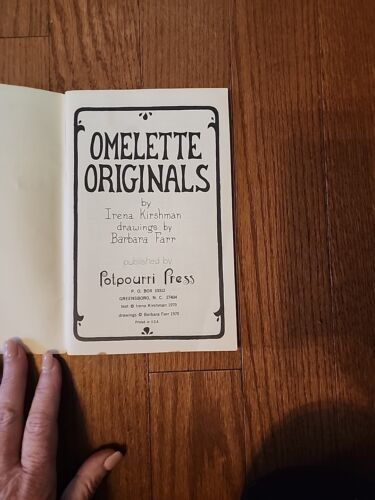 OMELETTE
ORIGINALS
by
Irena Kirshman
drawings by
Barbara Farr
published by
Potpourri Press
P. O. BOX 10312
GREENSBORO, N. C. 27404
text © Irena Kirshman 1970
drawings © Barbara Farr 1970
Printed in U.S.A.